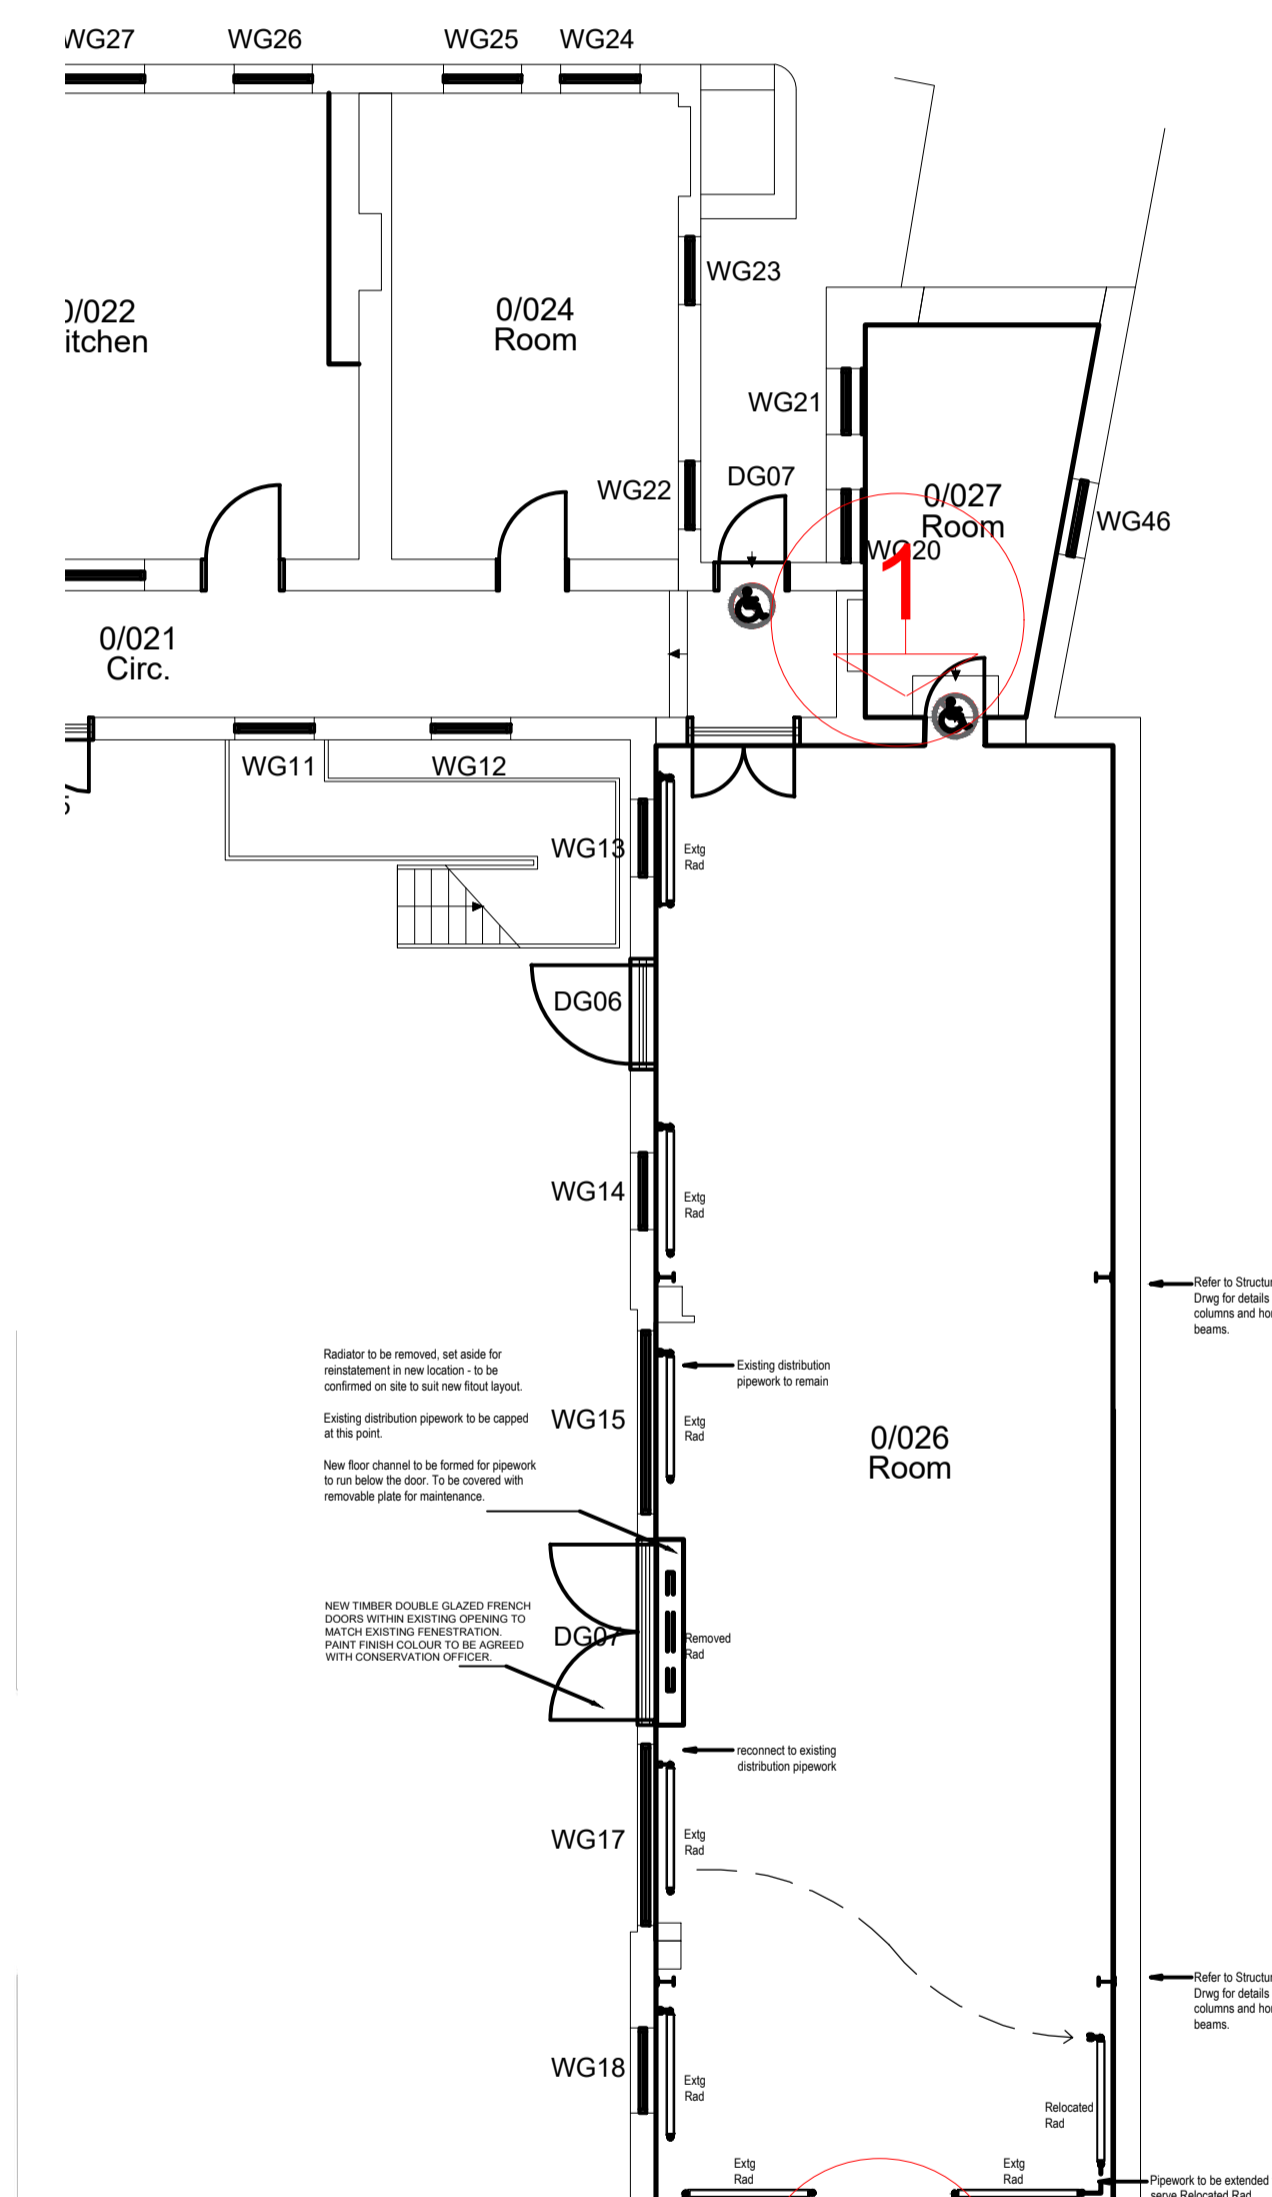 WG27
WG26
WG25
WG24
0/022
itchen
0/024
Room
WG23
WG21
WG22
DG07
0/027
Room
WG20
WG46
1
0/021
Circ.
WG11
WG12
WG13
Extg
Rad
DG06
WG14
Extg
Rad
Refer to Structu
Drwg for details
columns and ho
beams.
Radiator to be removed, set aside for
reinstatement in new location - to be
confirmed on site to suit new fitout layout.
Existing distribution pipework to be capped
at this point.
New floor channel to be formed for pipework
to run below the door. To be covered with
removable plate for maintenance.
Existing distribution
pipework to remain
WG15
Extg
Rad
0/026
Room
NEW TIMBER DOUBLE GLAZED FRENCH
DOORS WITHIN EXISTING OPENING TO
MATCH EXISTING FENESTRATION.
PAINT FINISH COLOUR TO BE AGREED
WITH CONSERVATION OFFICER.
DG07
Removed
Rad
reconnect to existing
distribution pipework
WG17
Extg
Rad
Refer to Structu
Drwg for details
columns and ho
beams.
WG18
Extg
Rad
Relocated
Rad
Extg
Rad
Extg
Rad
Pipework to be extended
serve Relocated Rad